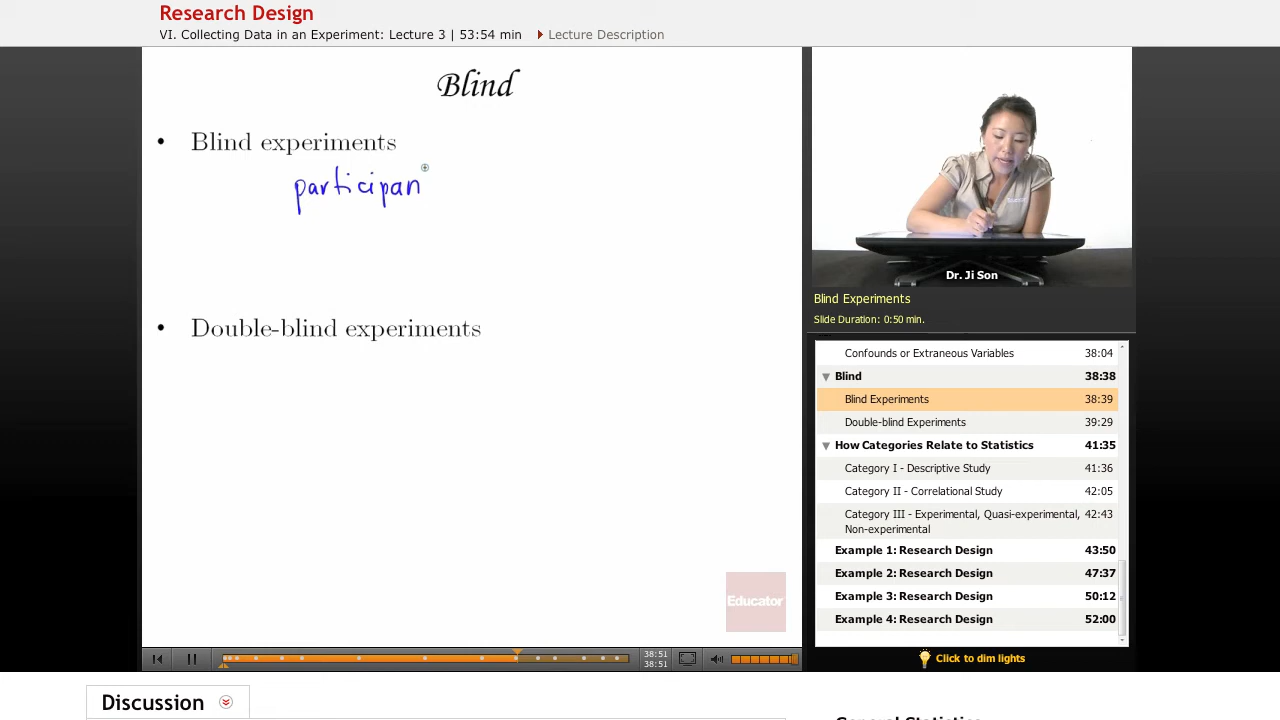 Research Design
VI. Collecting Data in an Experiment: Lecture 3 | 53:54 min Lecture Description
Blind
• Blind experiments
participan
• Double-blind experiments
Educator
38:51
38:51
Dr. Ji Son
Blind Experiments
Slide Duration: 0:50 min.
Confounds or Extraneous Variables 38:04
Blind 38:38
Blind Experiments 38:39
Double-blind Experiments 39:29
How Categories Relate to Statistics 41:35
Category I - Descriptive Study 41:36
Category II - Correlational Study 42:05
Category III - Experimental, Quasi-experimental, 42:43
Non-experimental
Example 1: Research Design 43:50
Example 2: Research Design 47:37
Example 3: Research Design 50:12
Example 4: Research Design 52:00
Click to dim lights
Discussion
General Statistics